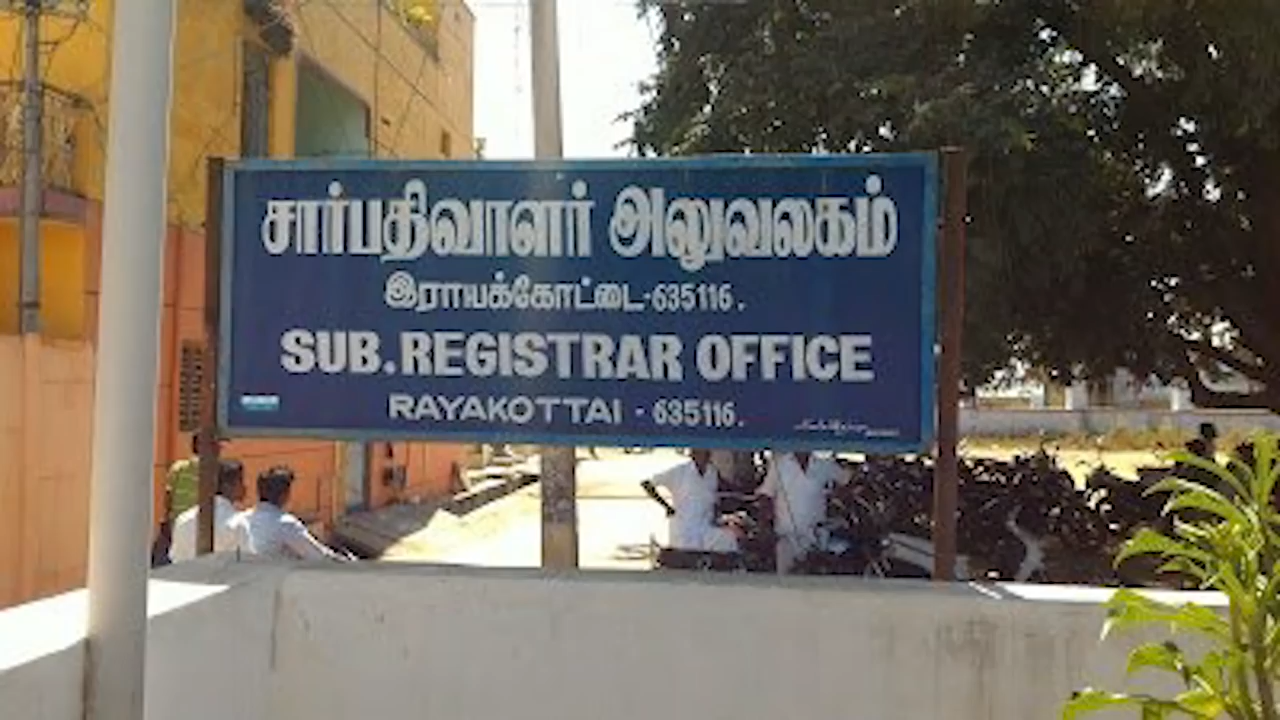 சார்பதிவாளர் அலுவலகம்
இராயக்கோட்டை-635116.
SUB.REGISTRAR OFFICE
RAYAKOTTAI - 635116.